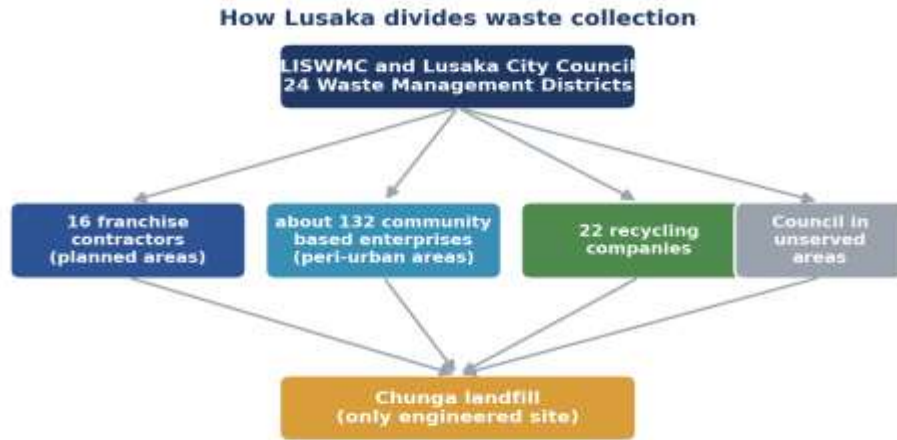 How Lusaka divides waste collection
LISWMC and Lusaka City Council
24 Waste Management Districts
16 franchise
contractors
(planned areas)
about 132 community
based enterprises
(peri-urban areas)
22 recycling
companies
Council in
unserved
areas
Chunga landfill
(only engineered site)